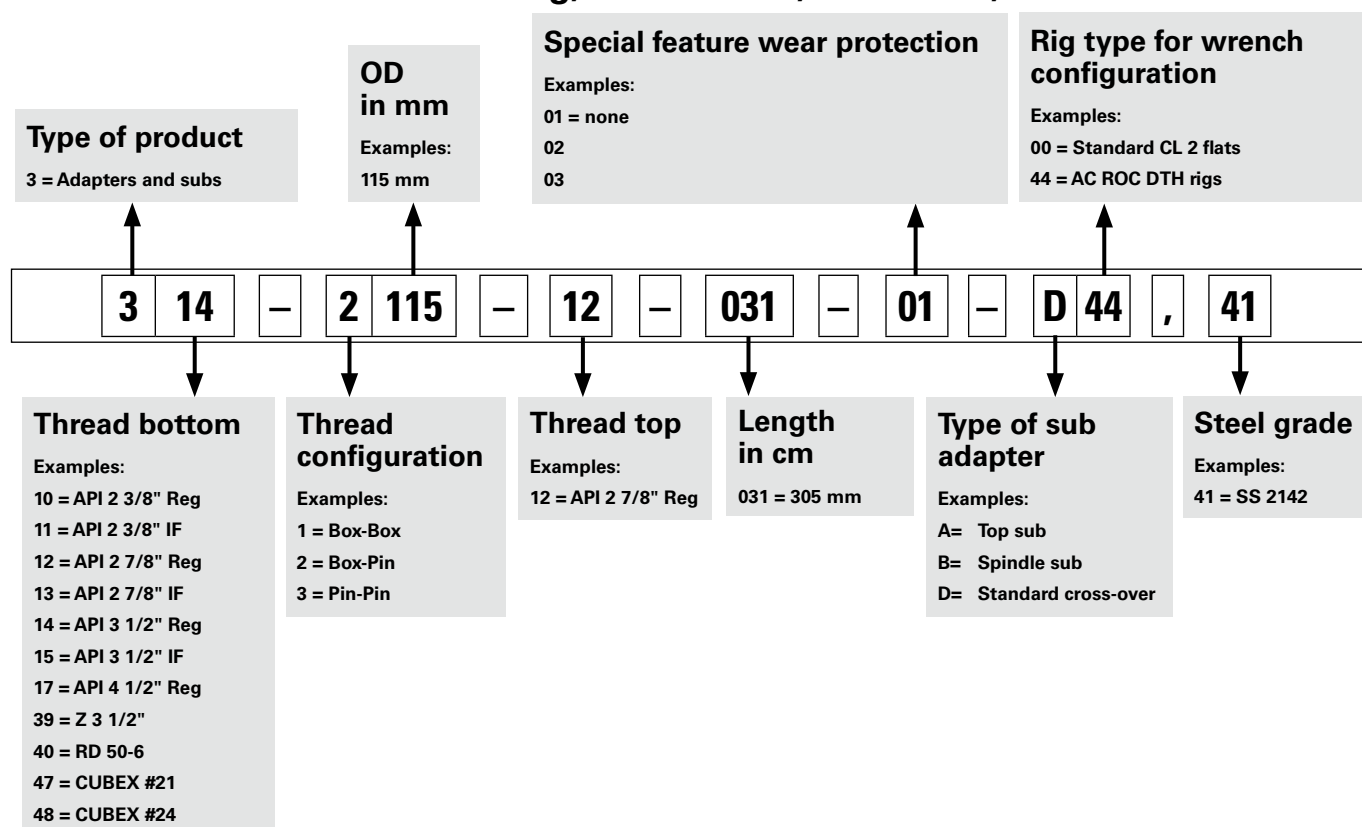 Special feature wear protection
Examples:
01 = none
02
03
Rig type for wrench
configuration
Examples:
00 = Standard CL 2 flats
44 = AC ROC DTH rigs
OD
in mm
Examples:
115 mm
Type of product
3 = Adapters and subs
3 14 – 2 115 – 12 – 031 – 01 – D 44 , 41
Thread bottom
Examples:
10 = API 2 3/8" Reg
11 = API 2 3/8" IF
12 = API 2 7/8" Reg
13 = API 2 7/8" IF
14 = API 3 1/2" Reg
15 = API 3 1/2" IF
17 = API 4 1/2" Reg
39 = Z 3 1/2"
40 = RD 50-6
47 = CUBEX #21
48 = CUBEX #24
Thread
configuration
Examples:
1 = Box-Box
2 = Box-Pin
3 = Pin-Pin
Thread top
Examples:
12 = API 2 7/8" Reg
Length
in cm
031 = 305 mm
Type of sub
adapter
Examples:
A= Top sub
B= Spindle sub
D= Standard cross-over
Steel grade
Examples:
41 = SS 2142